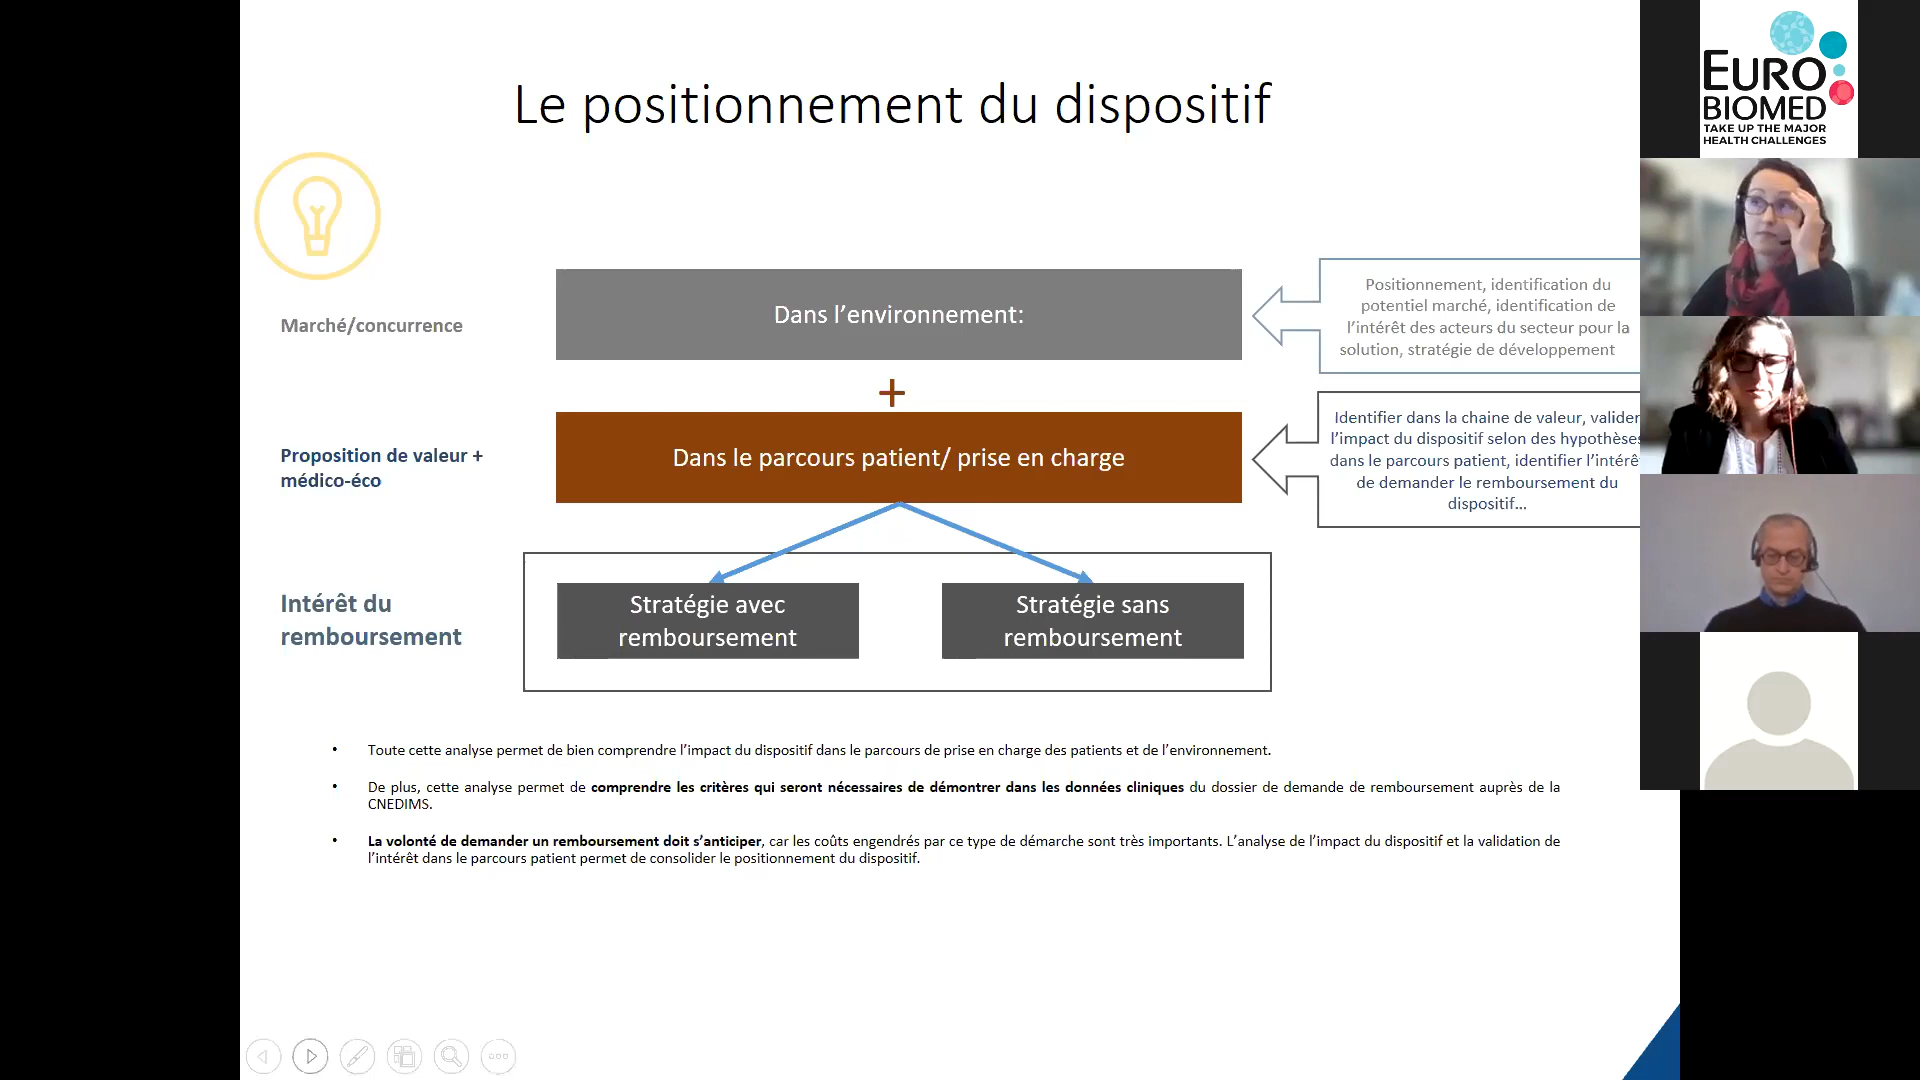 Le positionnement du dispositif
EURO
BIOMED
TAKE UP THE MAJOR
HEALTH CHALLENGES
Marché/concurrence
Dans l’environnement:
Positionnement, identification du
potentiel marché, identification de
l’intérêt des acteurs du secteur pour la
solution, stratégie de développement
+
Proposition de valeur +
médico-éco
Dans le parcours patient/ prise en charge
Identifier dans la chaine de valeur, valider
l’impact du dispositif selon des hypothèses
dans le parcours patient, identifier l’intérê
de demander le remboursement du
dispositif...
Intérêt du
remboursement
Stratégie avec
remboursement
Stratégie sans
remboursement
• Toute cette analyse permet de bien comprendre l’impact du dispositif dans le parcours de prise en charge des patients et de l’environnement.
• De plus, cette analyse permet de comprendre les critères qui seront nécessaires de démontrer dans les données cliniques du dossier de demande de remboursement auprès de la
CNEDIMS.
• La volonté de demander un remboursement doit s’anticiper, car les coûts engendrés par ce type de démarche sont très importants. L’analyse de l’impact du dispositif et la validation de
l’intérêt dans le parcours patient permet de consolider le positionnement du dispositif.